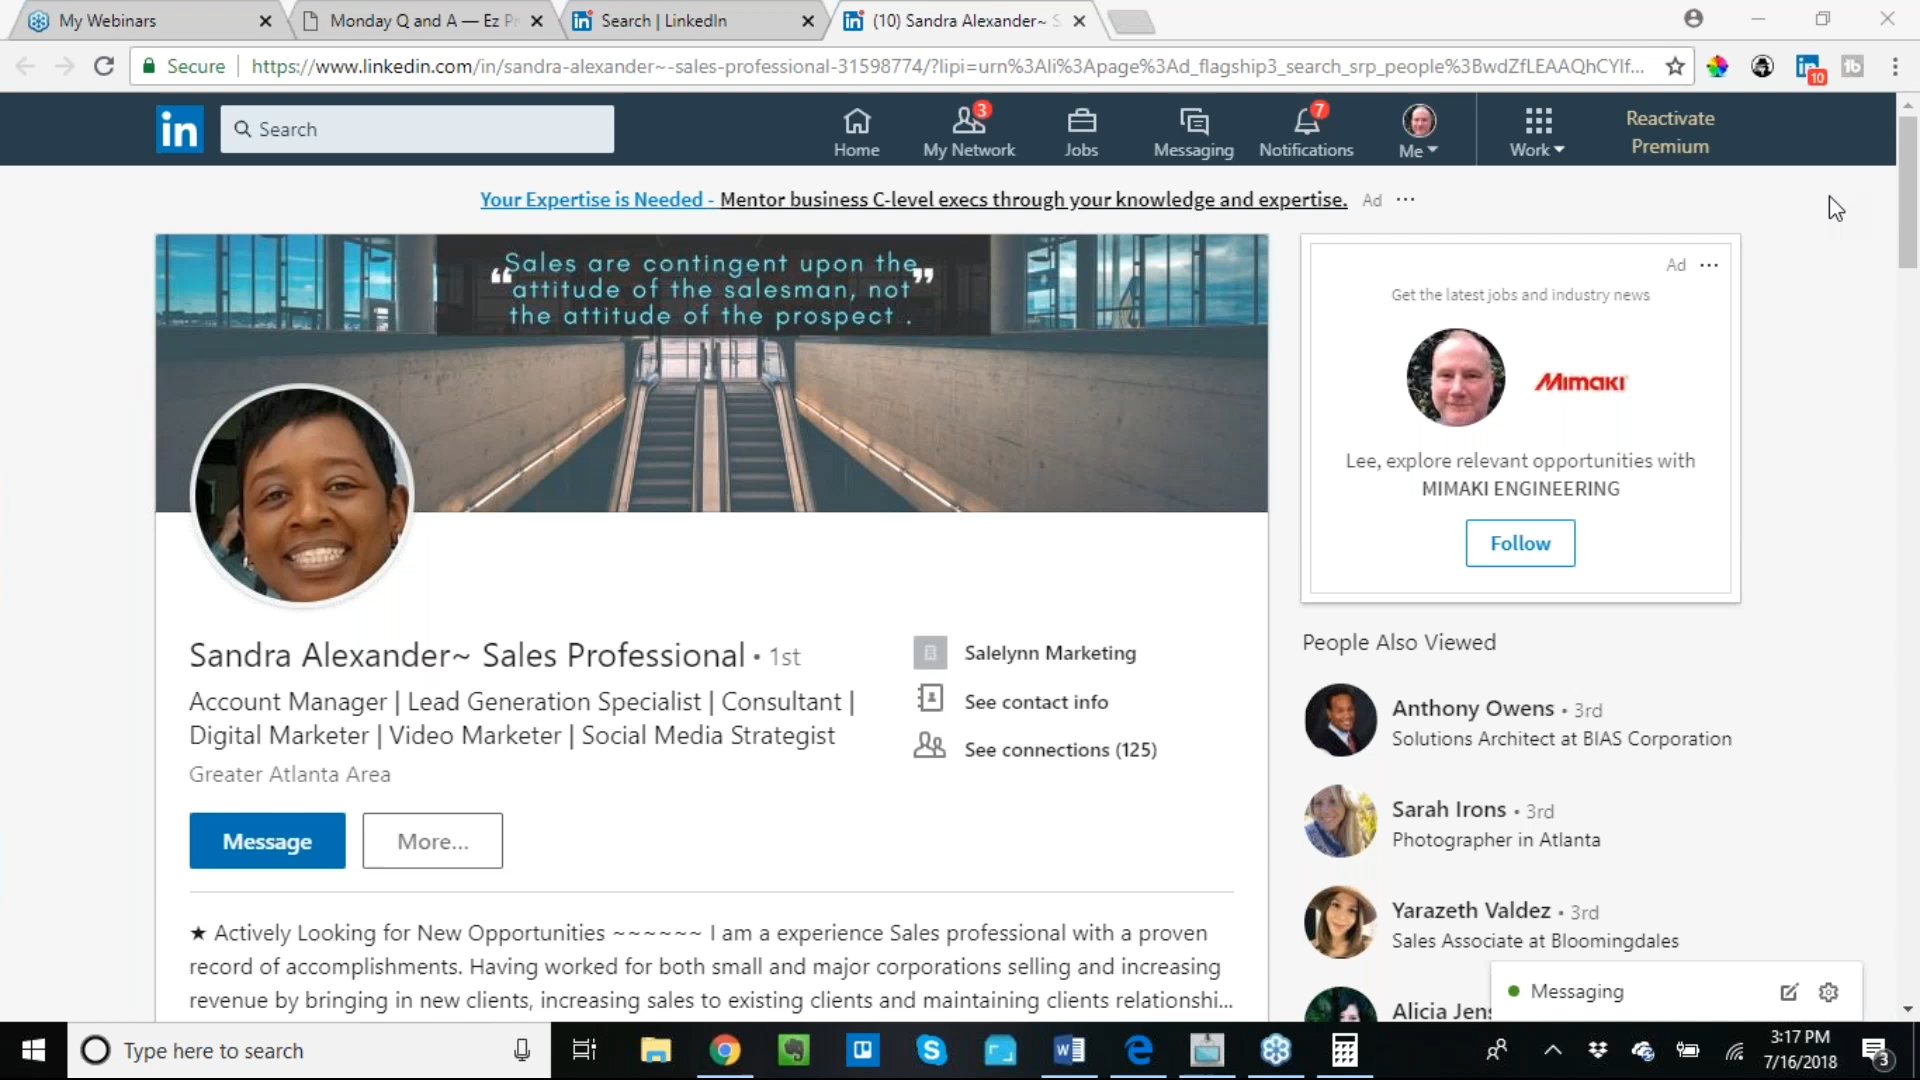 My Webinars
Monday Q and A — Ez P
Search | LinkedIn
(10) Sandra Alexander~ S
Secure
https://www.linkedin.com/in/sandra-alexander~-sales-professional-31598774/?lipi=urn%3Ali%3Apage%3Ad_flagship3_search_srp_people%3BwdZfLEAAQhCYIf...
10
in
Search
Home
3
My Network
Jobs
Messaging
7
Notifications
Me
Work
Reactivate
Premium
Your Expertise is Needed - Mentor business C-level execs through your knowledge and expertise. Ad ···
“Sales are contingent upon the
attitude of the salesman, not
the attitude of the prospect .”
Sandra Alexander~ Sales Professional • 1st
Account Manager | Lead Generation Specialist | Consultant |
Digital Marketer | Video Marketer | Social Media Strategist
Greater Atlanta Area
Salelynn Marketing
See contact info
See connections (125)
Message
More...
★ Actively Looking for New Opportunities ~~~~~~ I am a experience Sales professional with a proven
record of accomplishments. Having worked for both small and major corporations selling and increasing
revenue by bringing in new clients, increasing sales to existing clients and maintaining clients relationshi...
Ad ···
Get the latest jobs and industry news
Mimaki
Lee, explore relevant opportunities with
MIMAKI ENGINEERING
Follow
People Also Viewed
Anthony Owens • 3rd
Solutions Architect at BIAS Corporation
Sarah Irons • 3rd
Photographer in Atlanta
Yarazeth Valdez • 3rd
Sales Associate at Bloomingdales
Alicia Jens
Messaging
Type here to search
3:17 PM
7/16/2018
3